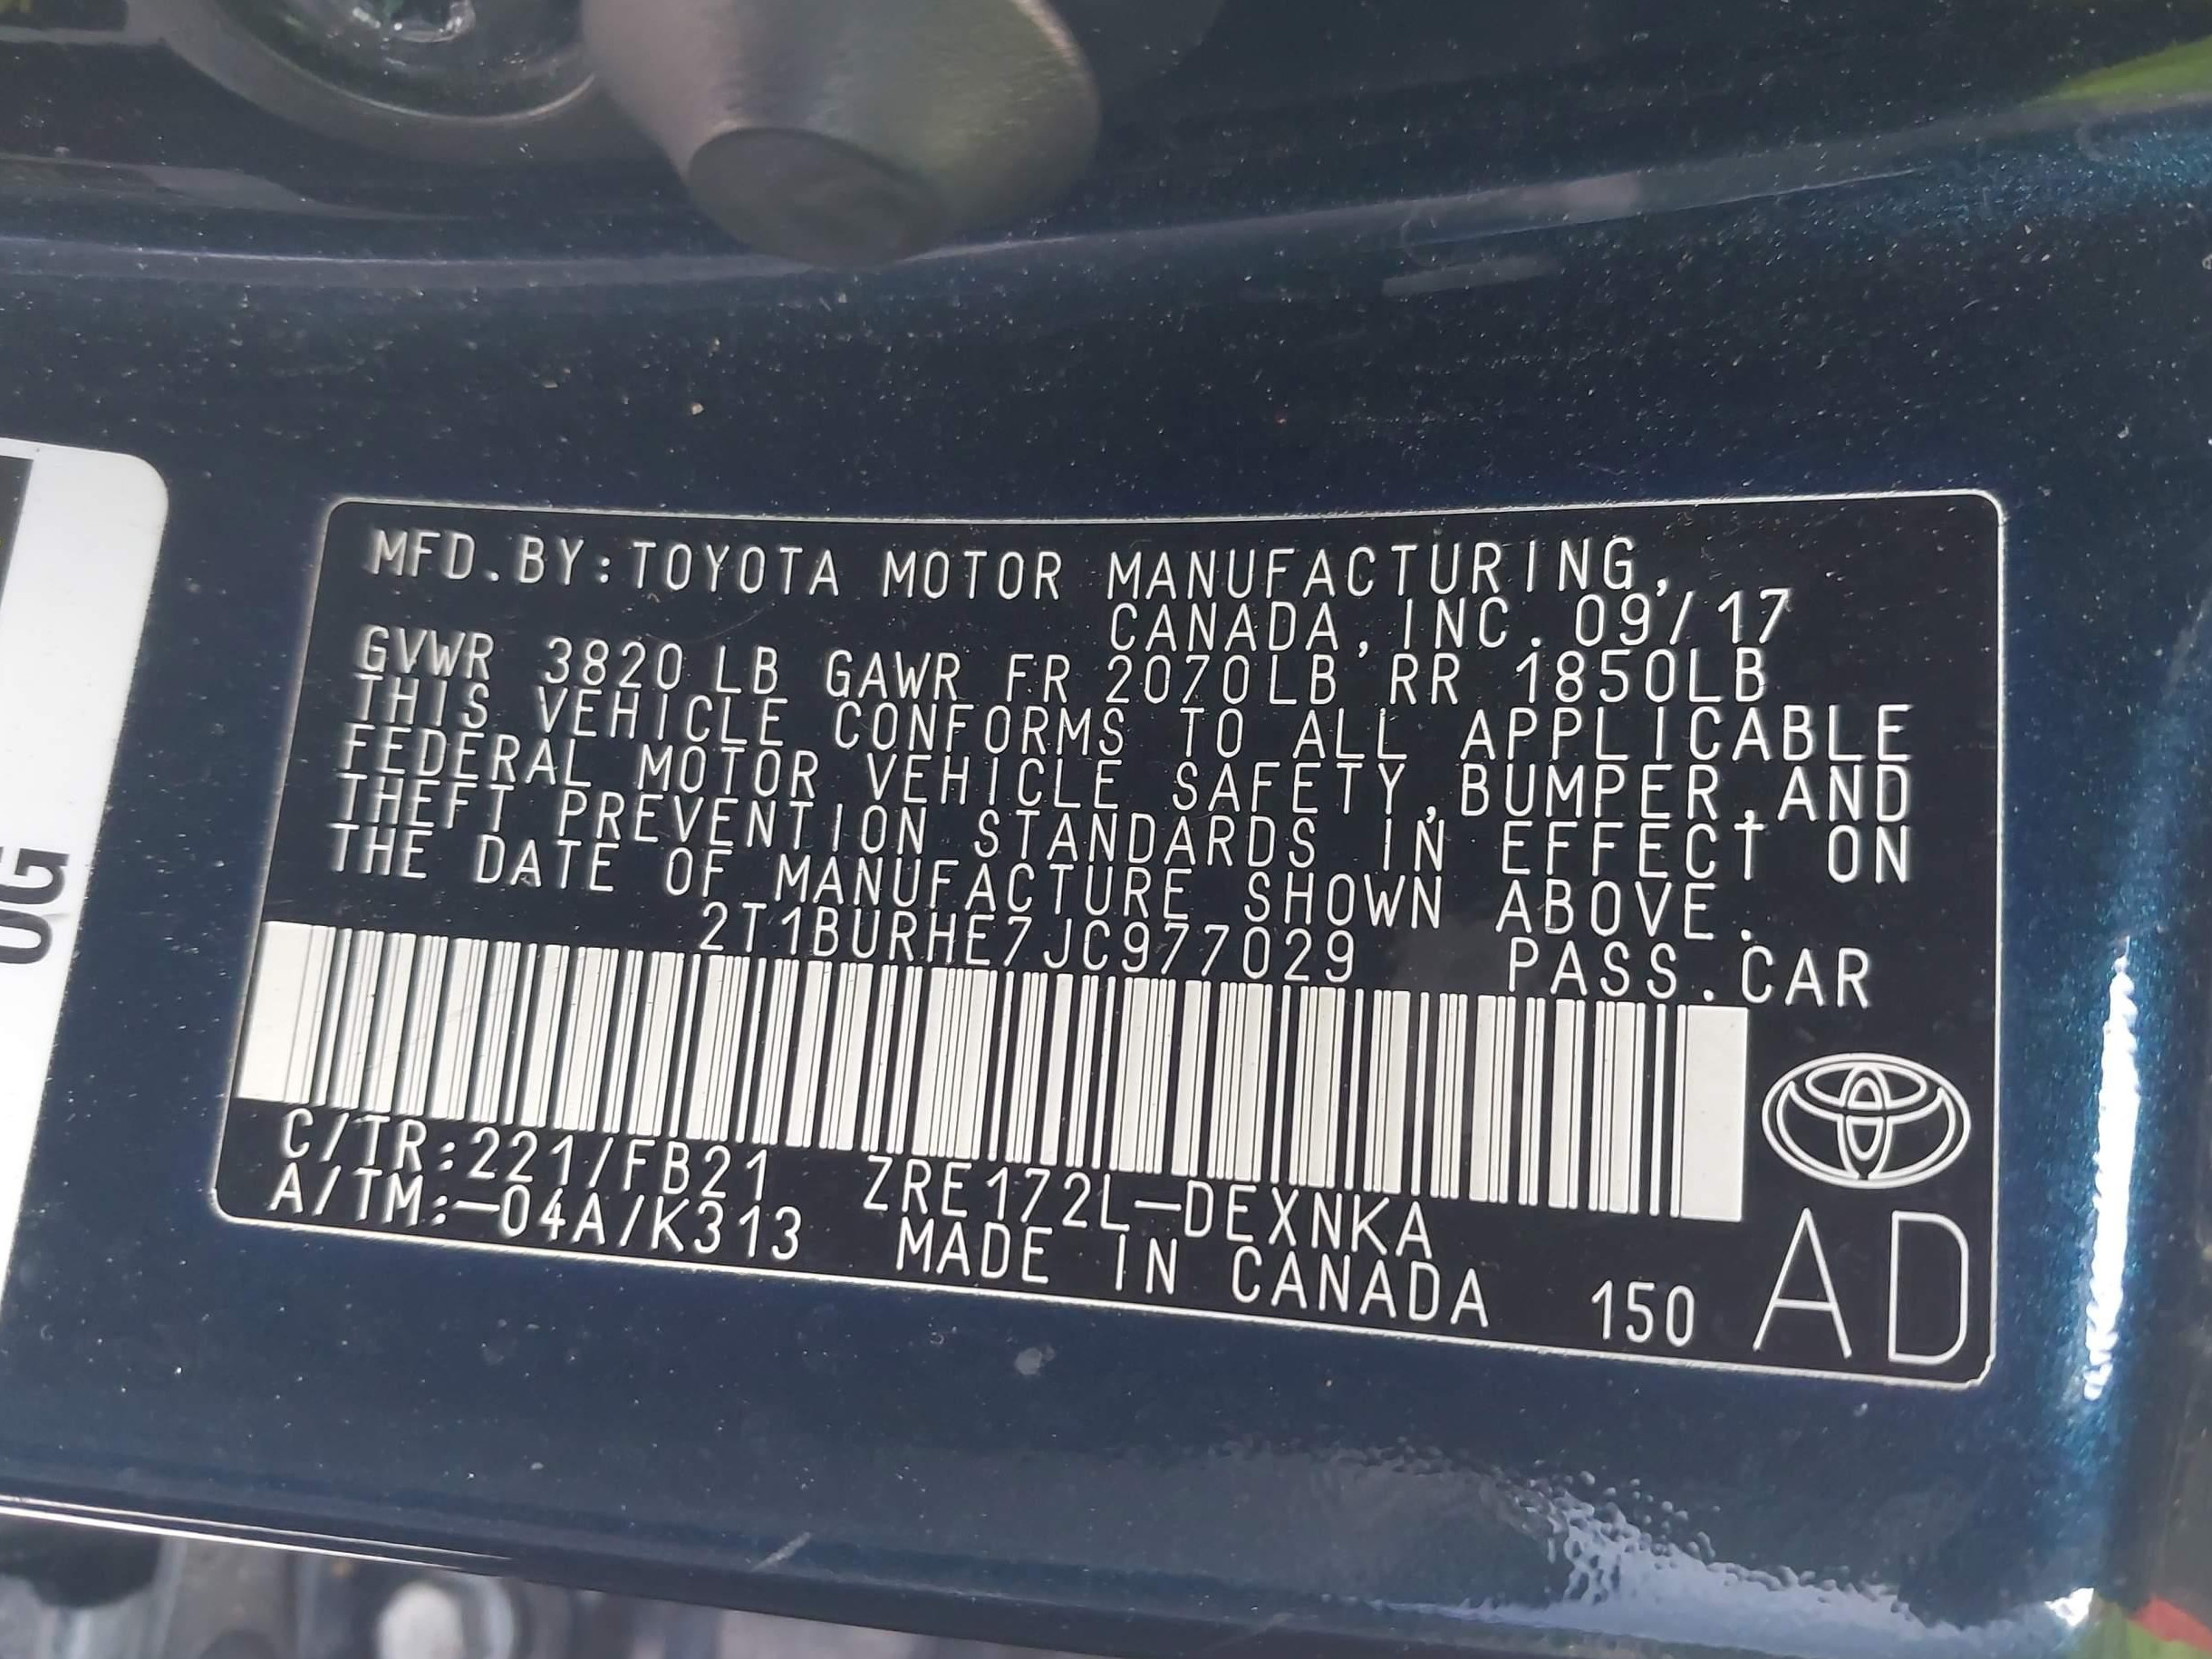 MFD.BY:TOYOTA MOTOR MANUFACTURING,
CANADA,INC. 09/17
GVWR 3820LB GAWR FR 2070LB RR 1850LB
THIS VEHICLE CONFORMS TO ALL APPLICABLE
FEDERAL MOTOR VEHICLE SAFETY,BUMPER,AND
THEFT PREVENTION STANDARDS IN EFFECT ON
THE DATE OF MANUFACTURE SHOWN ABOVE.
2T1BURHE7JC977029 PASS.CAR
C/TR:221/FB21 ZRE172L-DEXNKA
A/TM:-04A/K313 MADE IN CANADA 150 AD